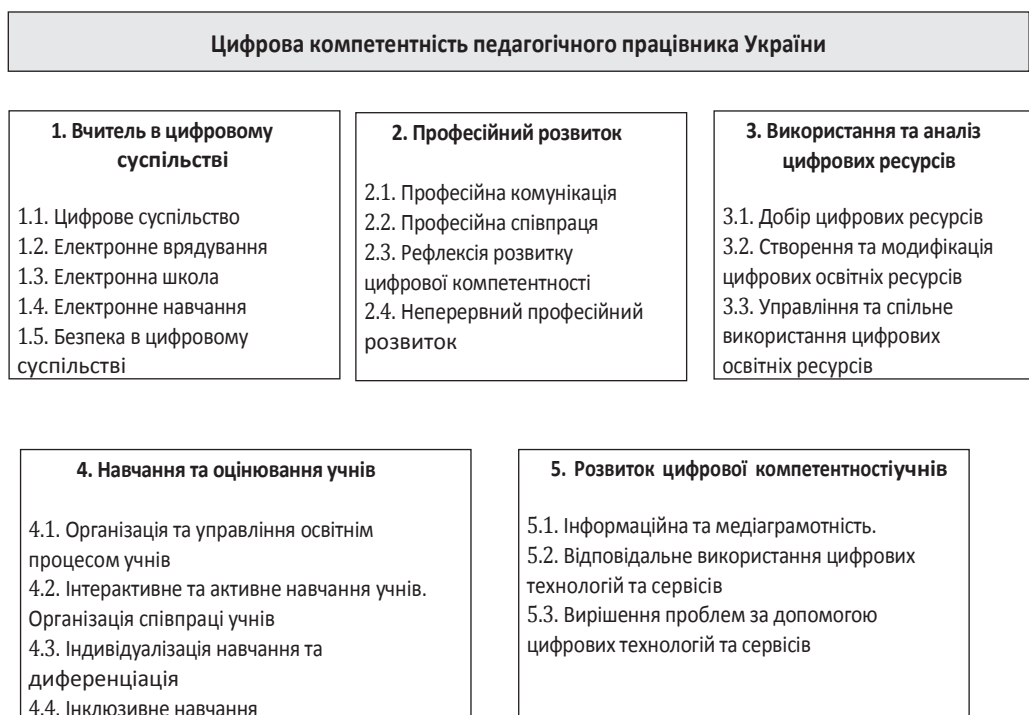 Цифрова компетентність педагогічного працівника України
1. Вчитель в цифровому
суспільстві
1.1. Цифрове суспільство
1.2. Електронне врядування
1.3. Електронна школа
1.4. Електронне навчання
1.5. Безпека в цифровому
суспільстві
2. Професійний розвиток
2.1. Професійна комунікація
2.2. Професійна співпраця
2.3. Рефлексія розвитку
цифрової компетентності
2.4. Неперервний професійний
розвиток
3. Використання та аналіз
цифрових ресурсів
3.1. Добір цифрових ресурсів
3.2. Створення та модифікація
цифрових освітніх ресурсів
3.3. Управління та спільне
використання цифрових
освітніх ресурсів
4. Навчання та оцінювання учнів
4.1. Організація та управління освітнім
процесом учнів
4.2. Інтерактивне та активне навчання учнів.
Організація співпраці учнів
4.3. Індивідуалізація навчання та
диференціація
4.4. Інклюзивне навчання
5. Розвиток цифрової компетентностіучнів
5.1. Інформаційна та медіаграмотність.
5.2. Відповідальне використання цифрових
технологій та сервісів
5.3. Вирішення проблем за допомогою
цифрових технологій та сервісів